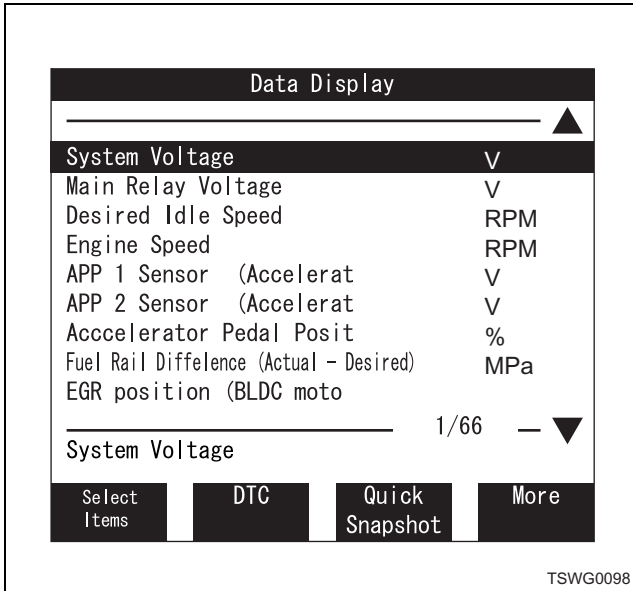 Data Display
System Voltage V
Main Relay Voltage V
Desired Idle Speed RPM
Engine Speed RPM
APP 1 Sensor (Accelerat V
APP 2 Sensor (Accelerat V
Acccelerator Pedal Posit %
Fuel Rail Diffelence (Actual - Desired) MPa
EGR position (BLDC moto
1/66
System Voltage
Select Items DTC Quick Snapshot More
TSWG0098